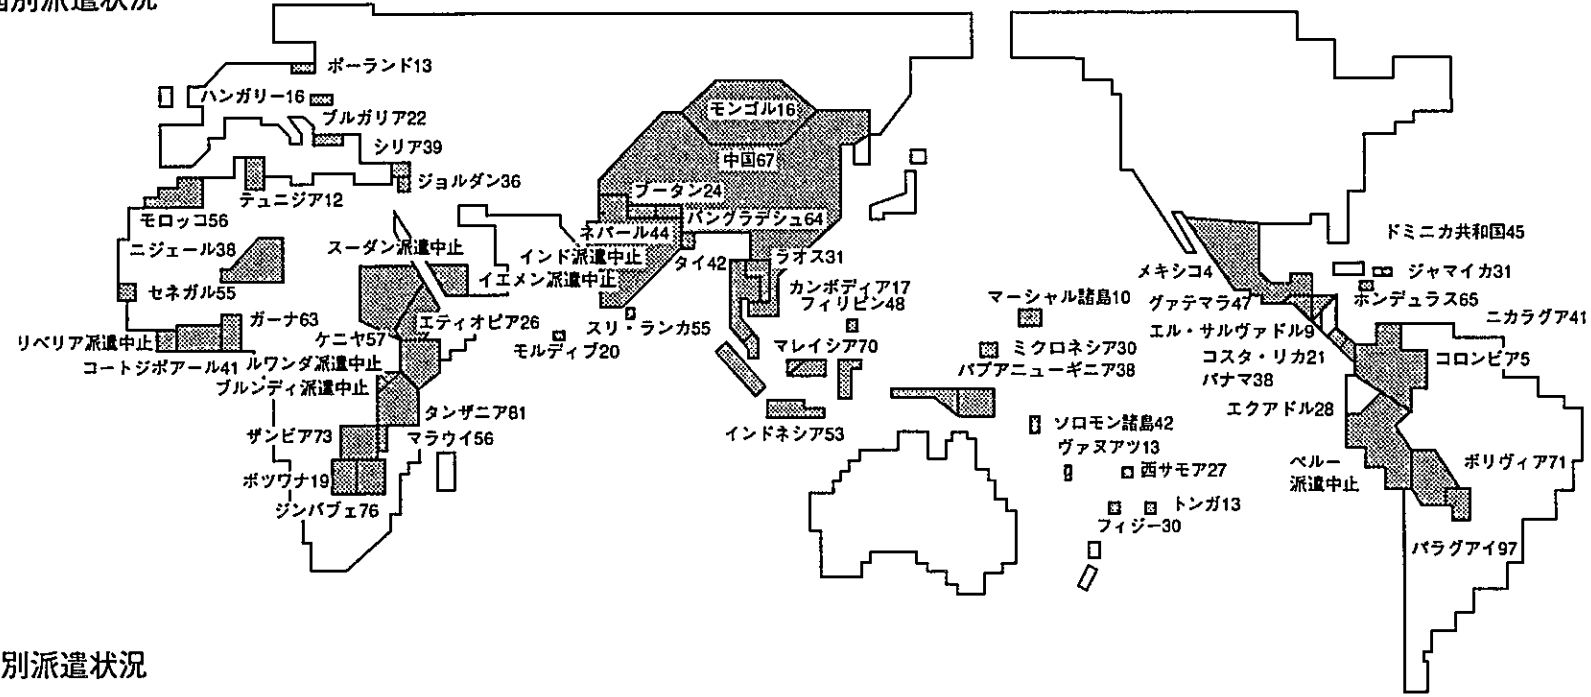 別派遣状況
ポーランド13
ハンガリー16
ブルガリア22
シリア39
ジョルダン36
テュニジア12
モロッコ56
ニジェール38
セネガル55
スーダン派遣中止
イエメン派遣中止
ガーナ63
リベリア派遣中止
コートジボアール41
エティオピア26
ケニヤ57
ルワンダ派遣中止
ブルンディ派遣中止
タンザニア81
ザンビア73
マラウイ56
ボツワナ19
ジンバブェ76
モンゴル16
中国67
ブータン24
バングラデシュ64
ネパール44
インド派遣中止
タイ42
ラオス31
カンボディア17
フィリピン48
スリ・ランカ55
モルディブ20
マレイシア70
インドネシア53
マーシャル諸島10
ミクロネシア30
パプアニューギニア38
ソロモン諸島42
ヴァヌアツ13
西サモア27
トンガ13
フィジー30
メキシコ4
ドミニカ共和国45
ジャマイカ31
グァテマラ47
ホンデュラス65
エル・サルヴァドル9
ニカラグア41
コスタ・リカ21
パナマ38
コロンビア5
エクアドル28
ペルー
派遣中止
ボリヴィア71
パラグアイ97
別派遣状況